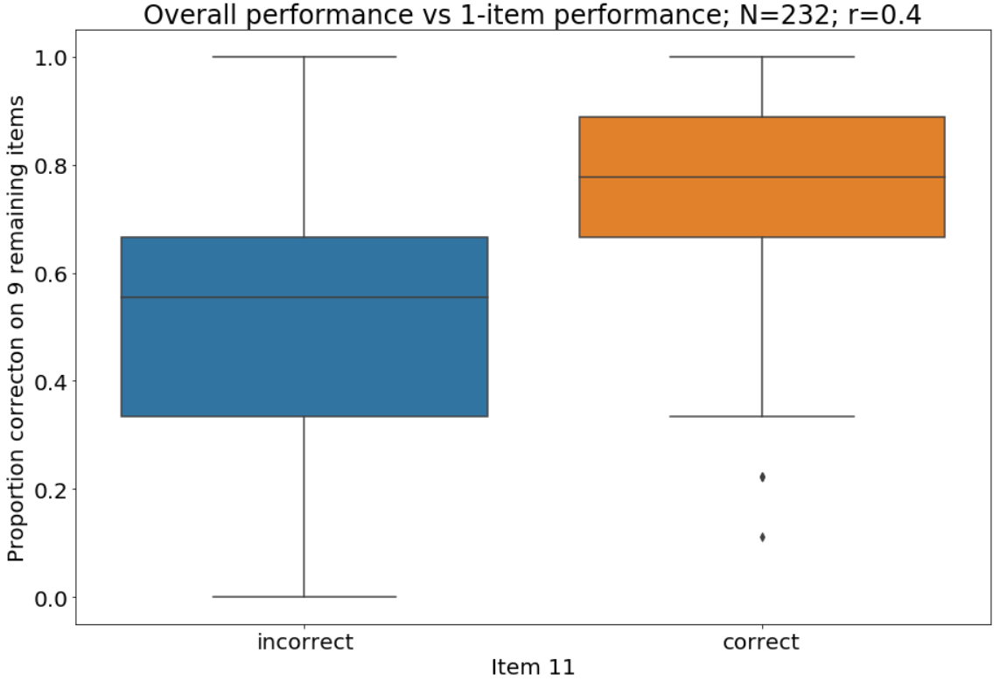 Overall performance vs 1-item performance; N=232; r=0.4
Proportion correcton on 9 remaining items
1.0
0.8
0.6
0.4
0.2
0.0
incorrect
correct
Item 11